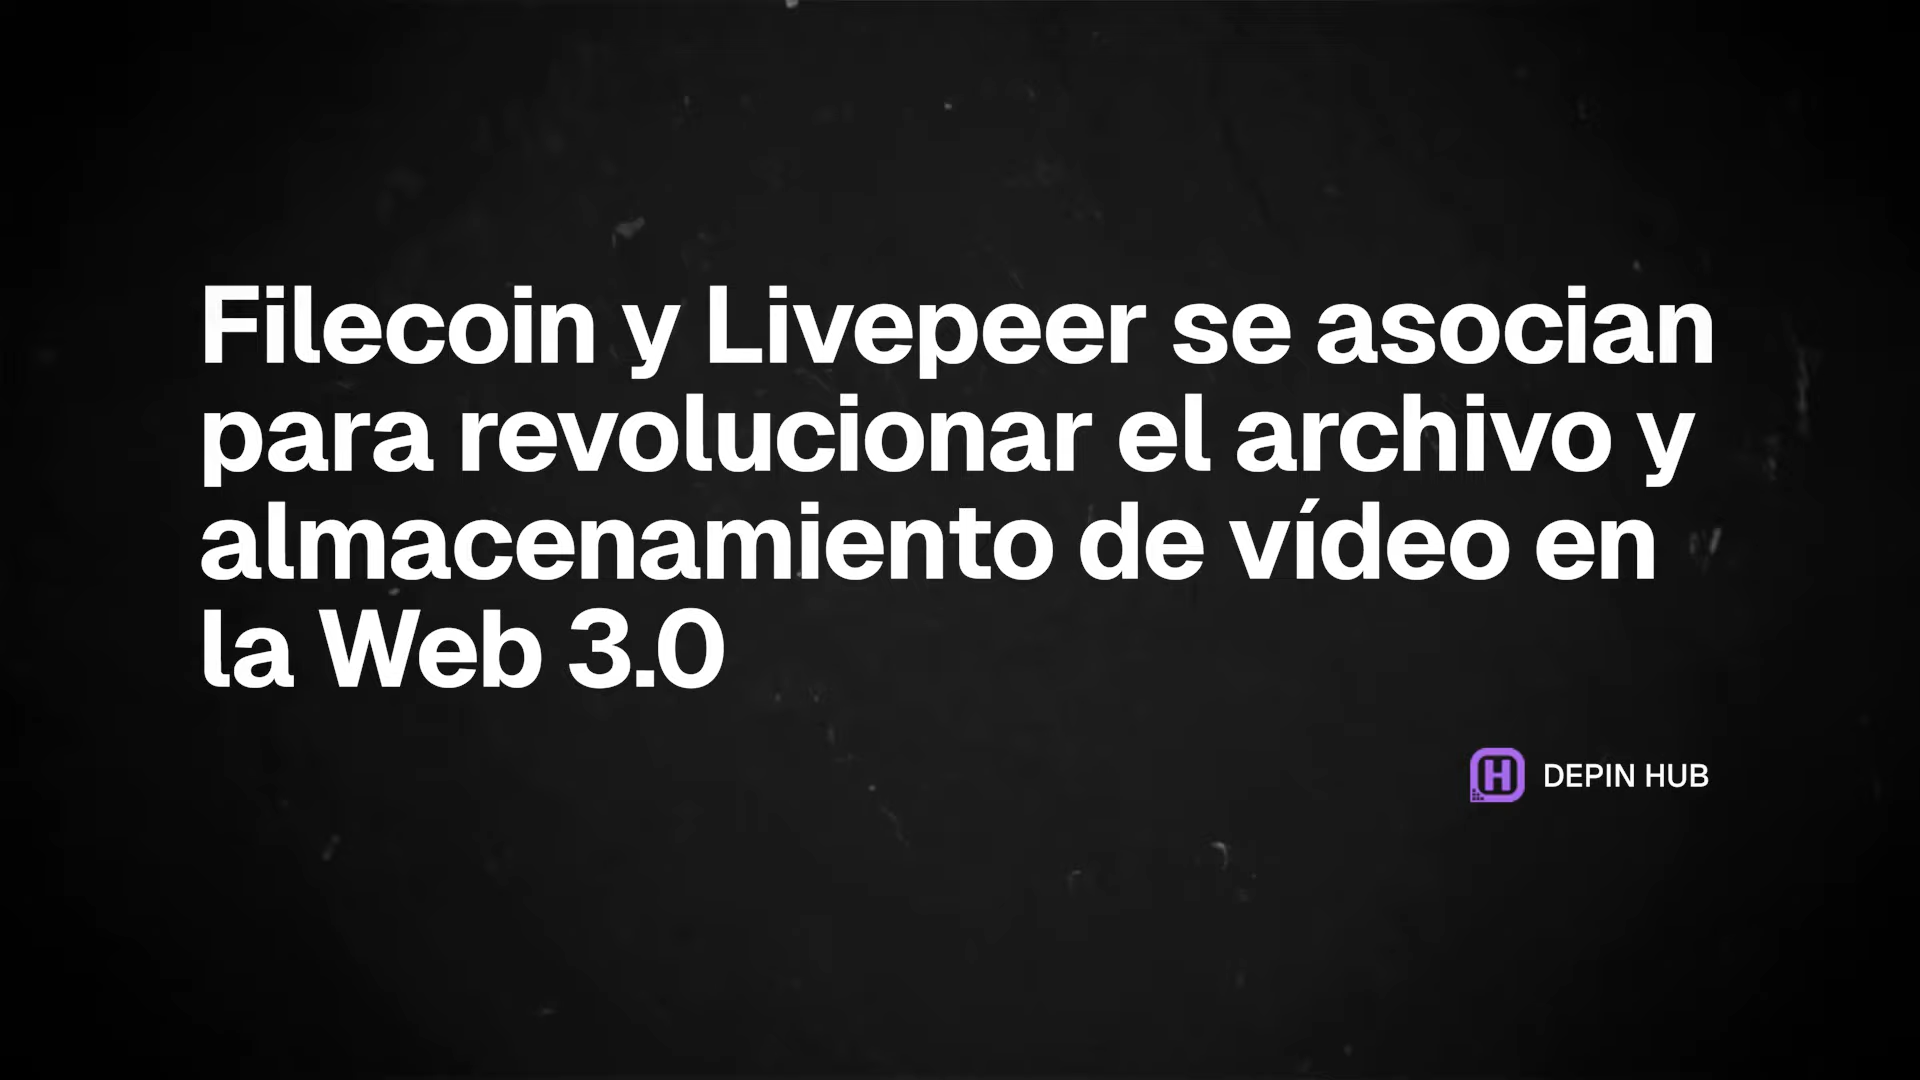 Filecoin y Livepeer se asocian
para revolucionar el archivo y
almacenamiento de vídeo en
la Web 3.0
H DEPIN HUB